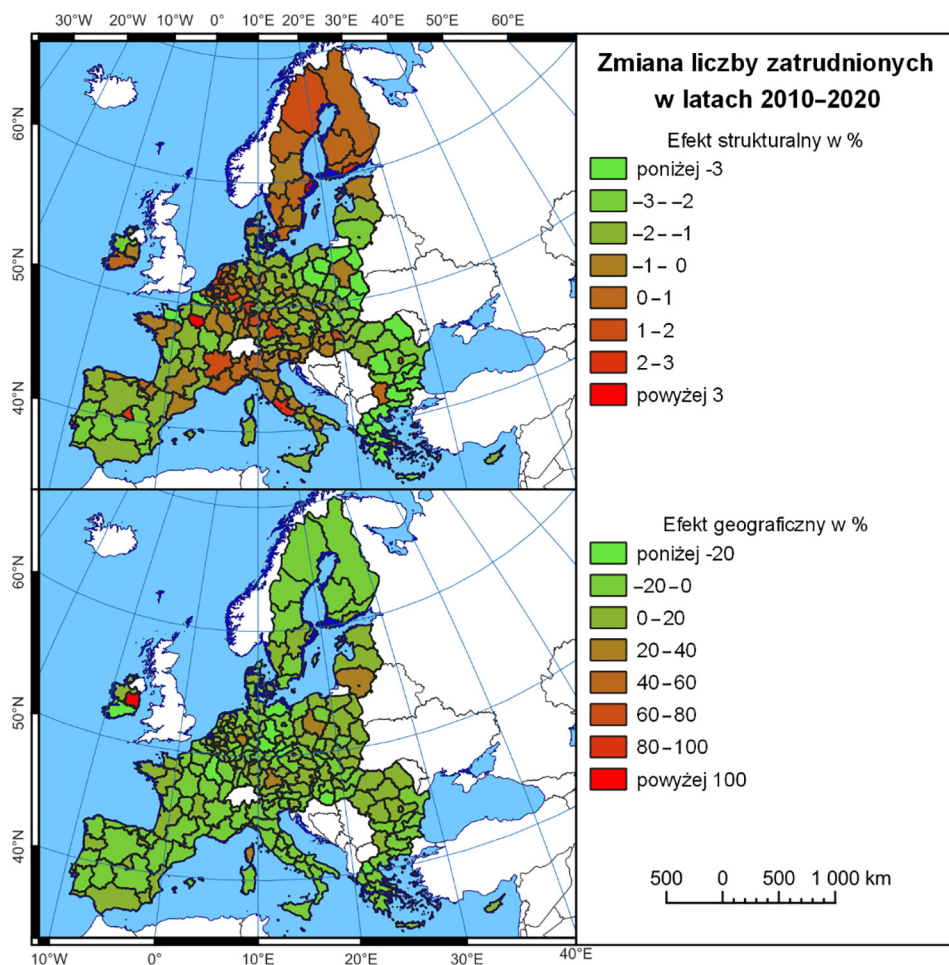 30°W 20°W 10°W 0° 10°E 20°E 30°E 40°E 50°E 60°E
60°N
50°N
40°N
Zmiana liczby zatrudnionych
w latach 2010–2020
Efekt strukturalny w %
poniżej -3
–3 – –2
–2 – –1
–1 – 0
0 – 1
1 – 2
2 – 3
powyżej 3
60°N
50°N
40°N
Efekt geograficzny w %
poniżej -20
–20 – 0
0 – 20
20 – 40
40 – 60
60 – 80
80 – 100
powyżej 100
500 0 500 1 000 km
10°W 0° 10°E 20°E 30°E 40°E